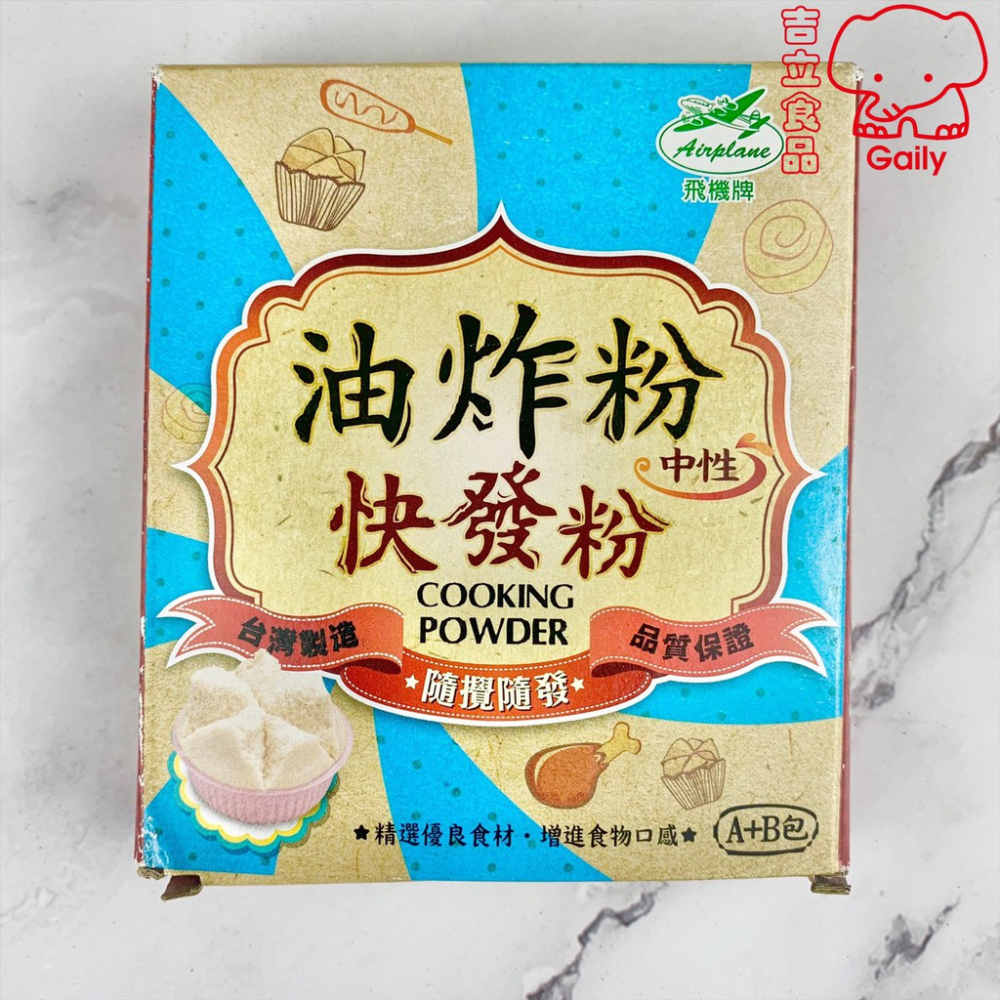 吉立食品
Gaily
Airplane
飛機牌
油炸粉
中性
快發粉
COOKING
POWDER
台灣製造
品質保證
★隨攪隨發★
★精選優良食材·增進食物口感★
A+B包